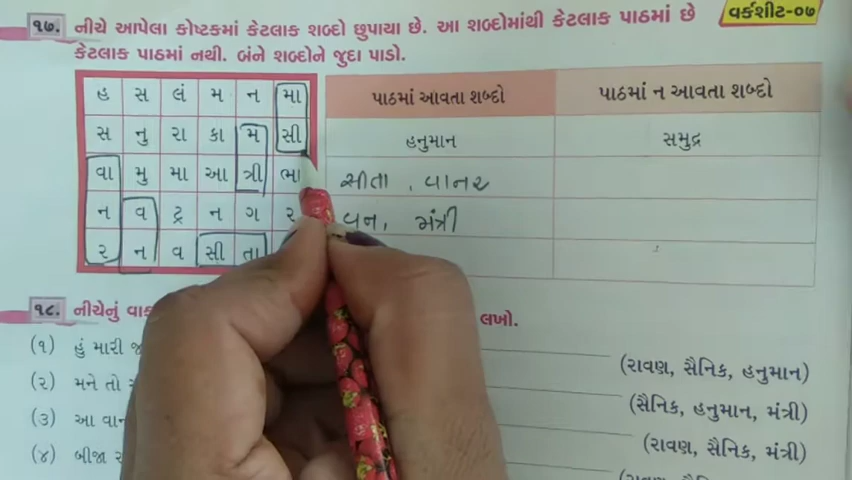 વર્કશીટ-૦૭
૧૭. નીચે આપેલા કોષ્ટકમાં કેટલાક શબ્દો છુપાયા છે. આ શબ્દોમાંથી કેટલાક પાઠમાં છે
કેટલાક પાઠમાં નથી. બંને શબ્દોને જુદા પાડો.
હ સ લં મ ન મા
સ નુ રા કા મ સી
વા મુ મા આ ત્રી ભા
ન વ દ્ર ન ગ ર
ર ન વ સી તા
પાઠમાં આવતા શબ્દો પાઠમાં ન આવતા શબ્દો
હનુમાન સમુદ્ર
સીતા , વાનર
વન, મંત્રી
૧૮. નીચેનું લખો.
(૧) હું મારી (રાવણ, સૈનિક, હનુમાન)
(૨) મને તો (સૈનિક, હનુમાન, મંત્રી)
(૩) આ (રાવણ, સૈનિક, મંત્રી)
(૪) બીજા